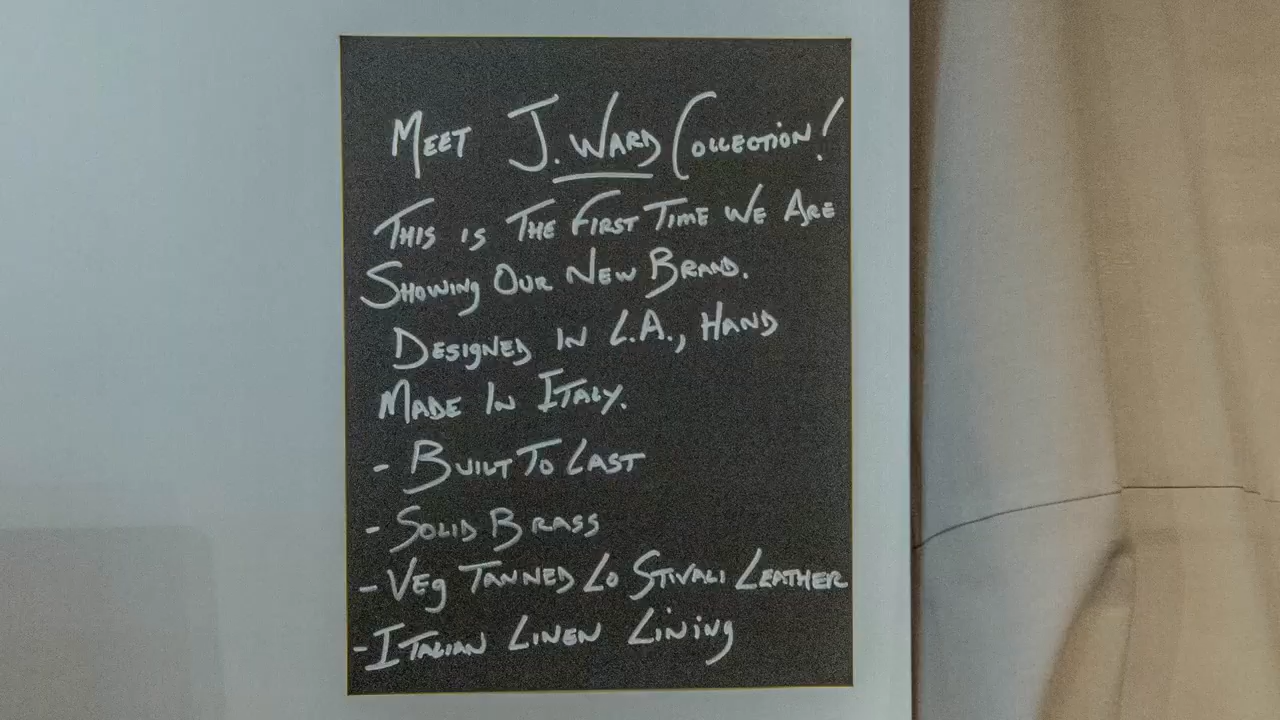 Meet J. Ward Collection!
This is The First Time We Are
Showing Our New Brand.
Designed In L.A., Hand
Made In Italy.
- Built To Last
- Solid Brass
- Veg Tanned Lo Stivali Leather
- Italian Linen Lining